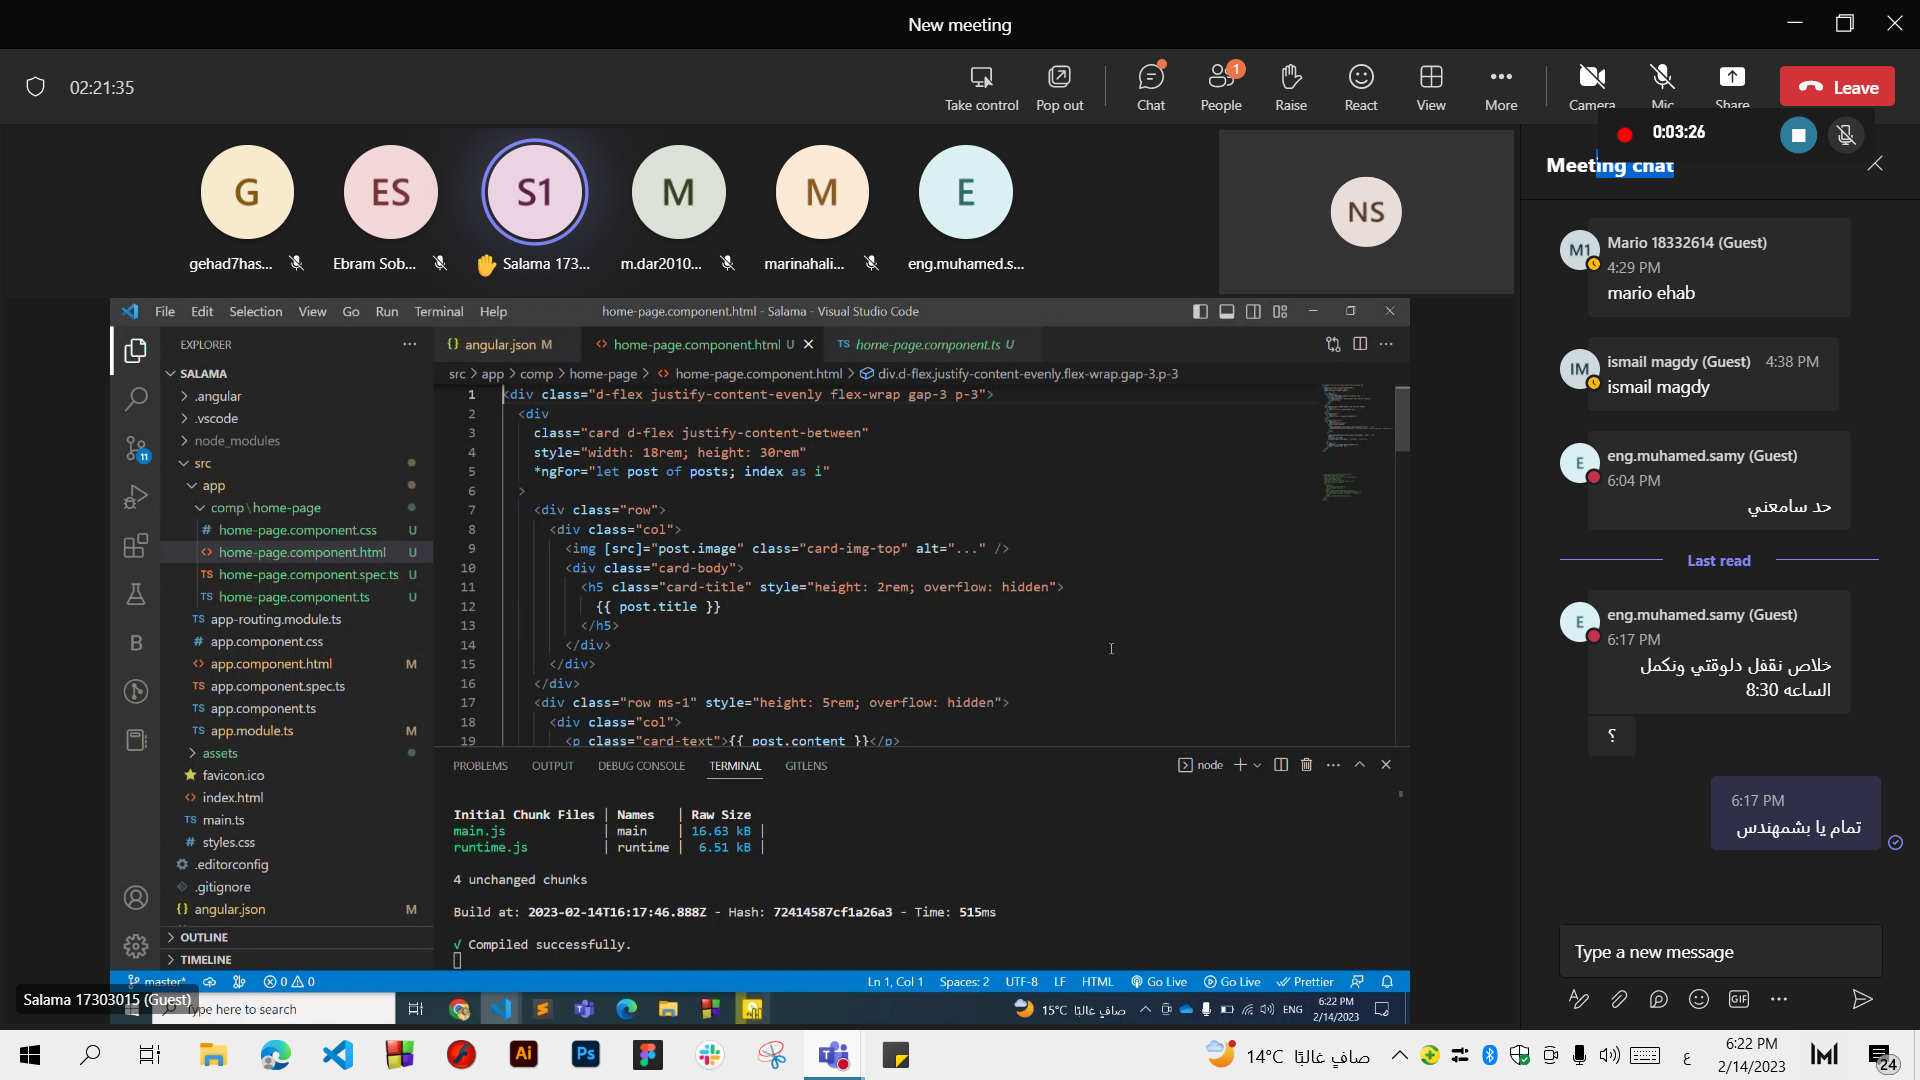 New meeting
02:21:35
Take control
Pop out
Chat
1
People
Raise
React
View
More
Camera
Mic
Share
Leave
0:03:26
G
ES
S1
M
M
E
NS
gehad7has...
Ebram Sob...
Salama 173...
m.dar2010...
marinahali...
eng.muhamed.s...
File Edit Selection View Go Run Terminal Help
home-page.component.html - Salama - Visual Studio Code
EXPLORER
SALAMA
.angular
.vscode
node_modules
src
app
comp\home-page
# home-page.component.css U
<> home-page.component.html U
TS home-page.component.spec.ts U
TS home-page.component.ts U
TS app-routing.module.ts
# app.component.css
<> app.component.html M
TS app.component.spec.ts
TS app.component.ts
TS app.module.ts M
assets
favicon.ico
<> index.html
TS main.ts
# styles.css
.editorconfig
.gitignore
{} angular.json M
OUTLINE
TIMELINE
11
B
{} angular.json M
<> home-page.component.html U
TS home-page.component.ts U
src > app > comp > home-page > <> home-page.component.html > div.d-flex.justify-content-evenly.flex-wrap.gap-3.p-3
1 <div class="d-flex justify-content-evenly flex-wrap gap-3 p-3">
2 <div
3 class="card d-flex justify-content-between"
4 style="width: 18rem; height: 30rem"
5 *ngFor="let post of posts; index as i"
6 >
7 <div class="row">
8 <div class="col">
9 <img [src]="post.image" class="card-img-top" alt="..." />
10 <div class="card-body">
11 <h5 class="card-title" style="height: 2rem; overflow: hidden">
12 {{ post.title }}
13 </h5>
14 </div>
15 </div>
16 </div>
17 <div class="row ms-1" style="height: 5rem; overflow: hidden">
18 <div class="col">
19 <p class="card-text">{{ post.content }}</p>
PROBLEMS OUTPUT DEBUG CONSOLE TERMINAL GITLENS
node
Initial Chunk Files | Names | Raw Size
main.js | main | 16.63 kB |
runtime.js | runtime | 6.51 kB |
4 unchanged chunks
Build at: 2023-02-14T16:17:46.888Z - Hash: 72414587cf1a26a3 - Time: 515ms
√ Compiled successfully.
master*
0 0
Ln 1, Col 1 Spaces: 2 UTF-8 LF HTML Go Live Go Live Prettier
Salama 17303015 (Guest)
Type here to search
15°C صافٍ غالبًا
ENG
6:22 PM
2/14/2023
Meeting chat
M1
Mario 18332614 (Guest)
4:29 PM
mario ehab
IM
ismail magdy (Guest) 4:38 PM
ismail magdy
E
eng.muhamed.samy (Guest)
6:04 PM
حد سامعني
Last read
E
eng.muhamed.samy (Guest)
6:17 PM
خلاص نقفل دلوقتي ونكمل
الساعه 8:30
؟
6:17 PM
تمام يا بشمهندس
Type a new message
GIF
Ai
Ps
14°C صافٍ غالبًا
ع
6:22 PM
2/14/2023
24